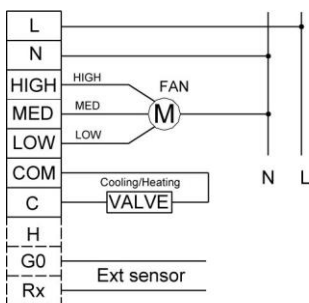 L
N
HIGH HIGH FAN
MED MED M
LOW LOW
COM Cooling/Heating N L
C VALVE
H
G0 Ext sensor
Rx